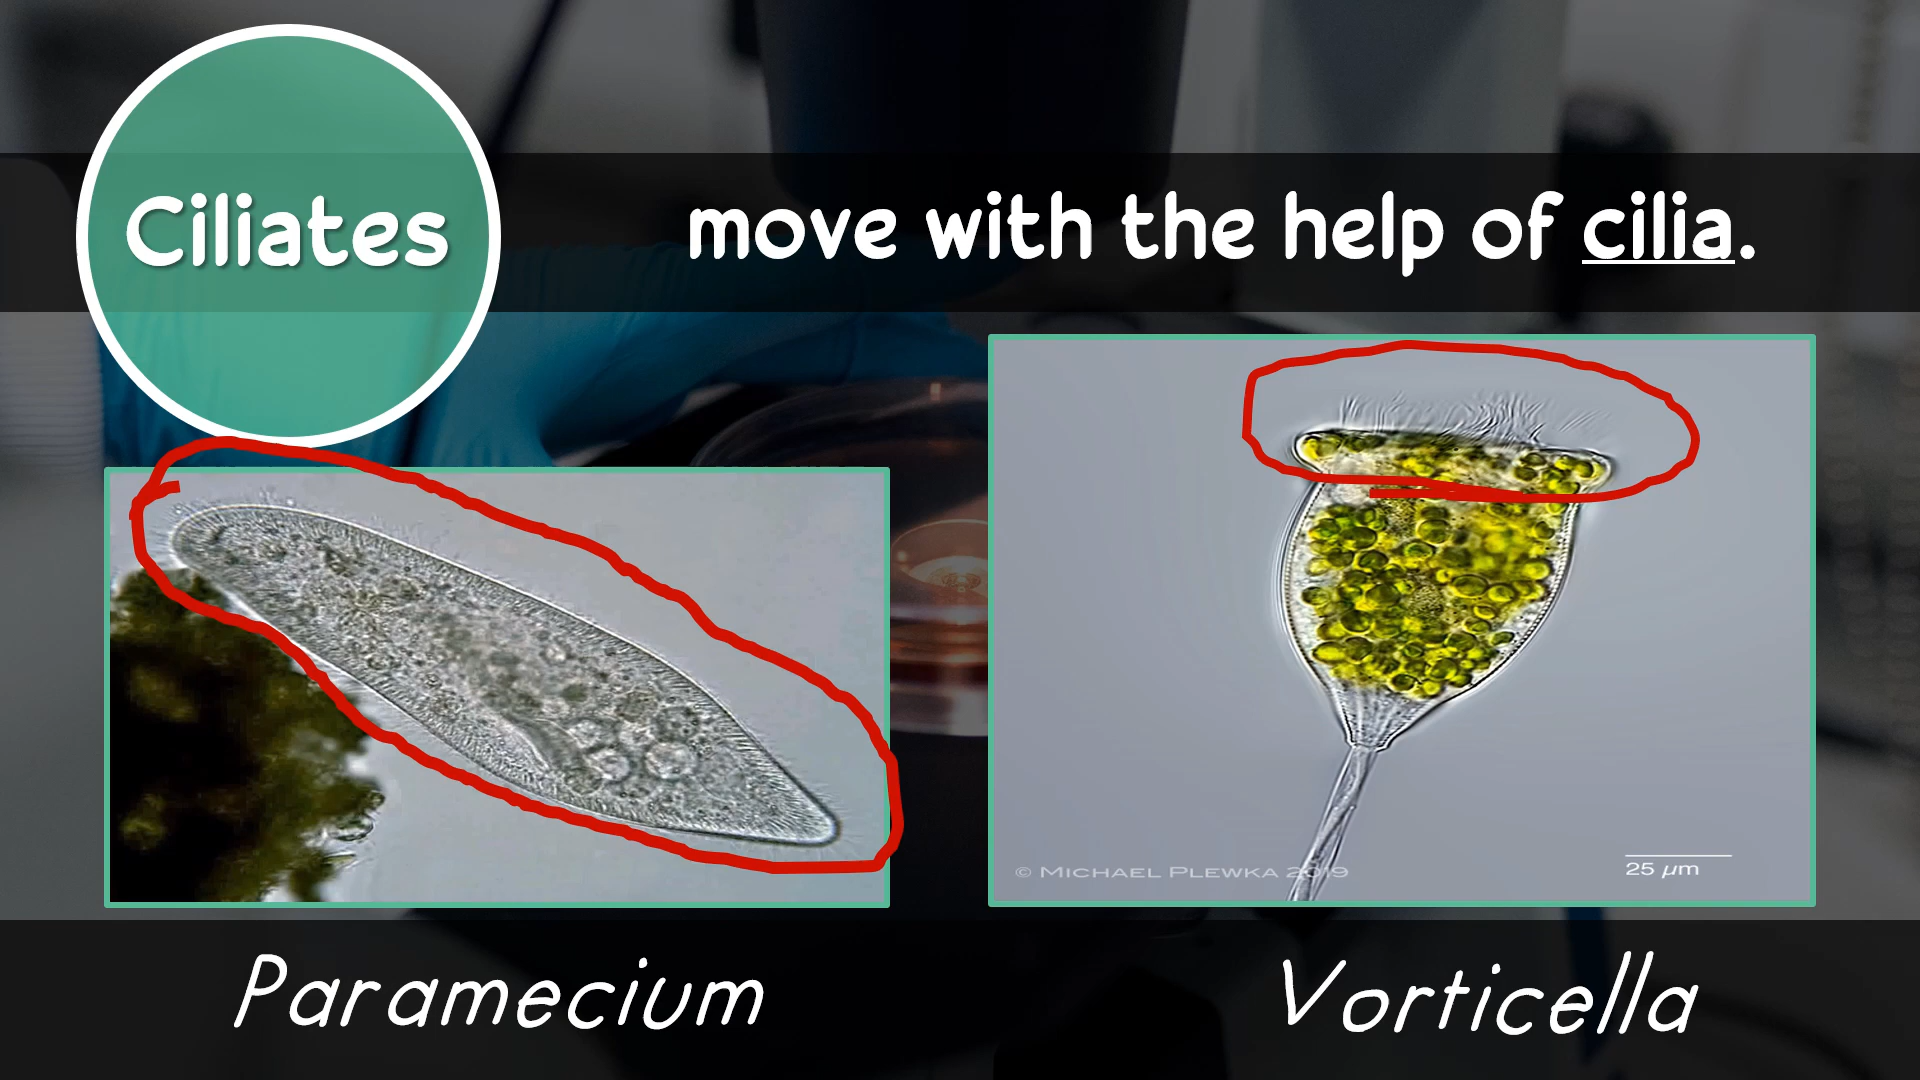 Ciliates
move with the help of cilia.
© MICHAEL PLEWKA 2019
25 µm
Paramecium
Vorticella